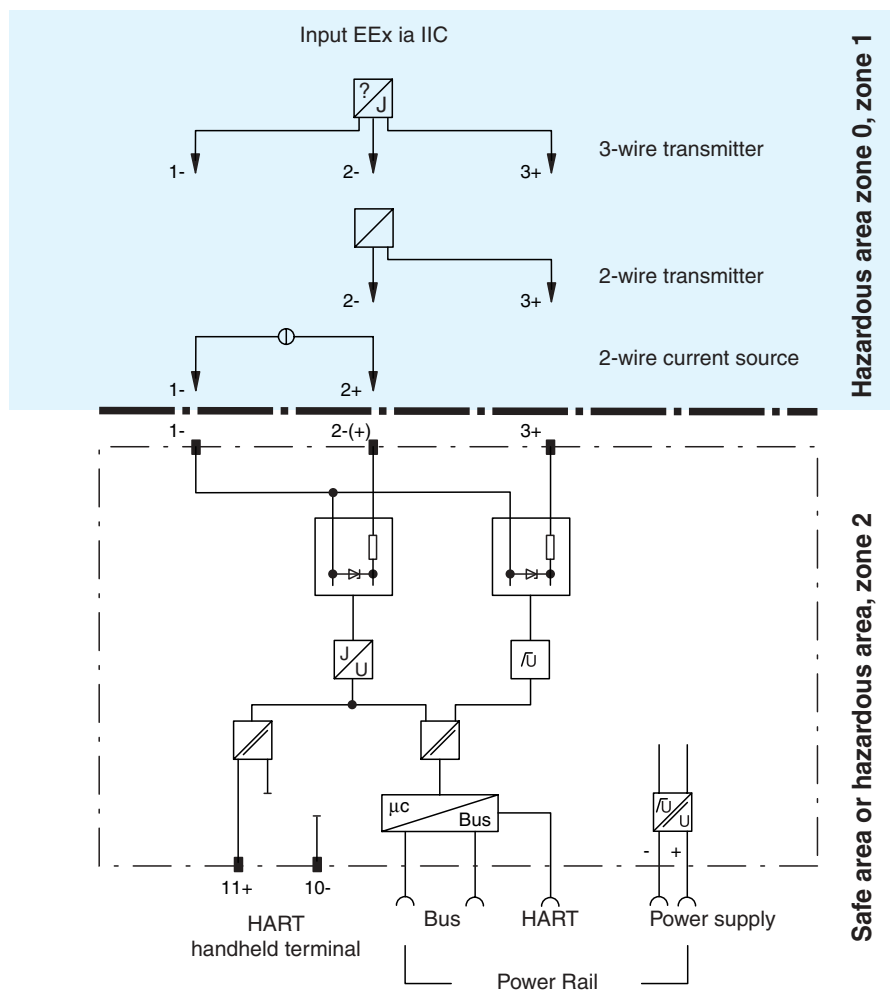 Input EEx ia IIC
?
J
3-wire transmitter
1-
2-
3+
2-wire transmitter
2-
3+
2-wire current source
1-
2+
Hazardous area zone 0, zone 1
1-
2-(+)
3+
J
U
/Ū
µc
Bus
/Ū
U
-
+
11+
10-
HART
handheld terminal
Bus
HART
Power supply
Power Rail
Safe area or hazardous area, zone 2